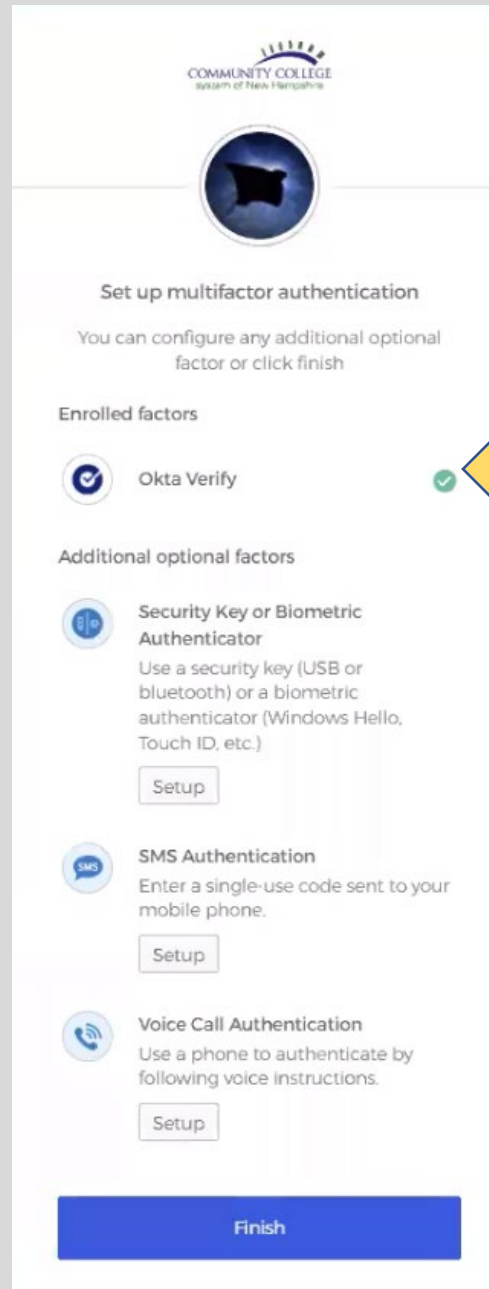 COMMUNITY COLLEGE
system of New Hampshire
Set up multifactor authentication
You can configure any additional optional
factor or click finish
Enrolled factors
Okta Verify
Additional optional factors
Security Key or Biometric
Authenticator
Use a security key (USB or
bluetooth) or a biometric
authenticator (Windows Hello,
Touch ID, etc.)
Setup
SMS
SMS Authentication
Enter a single-use code sent to your
mobile phone.
Setup
Voice Call Authentication
Use a phone to authenticate by
following voice instructions.
Setup
Finish